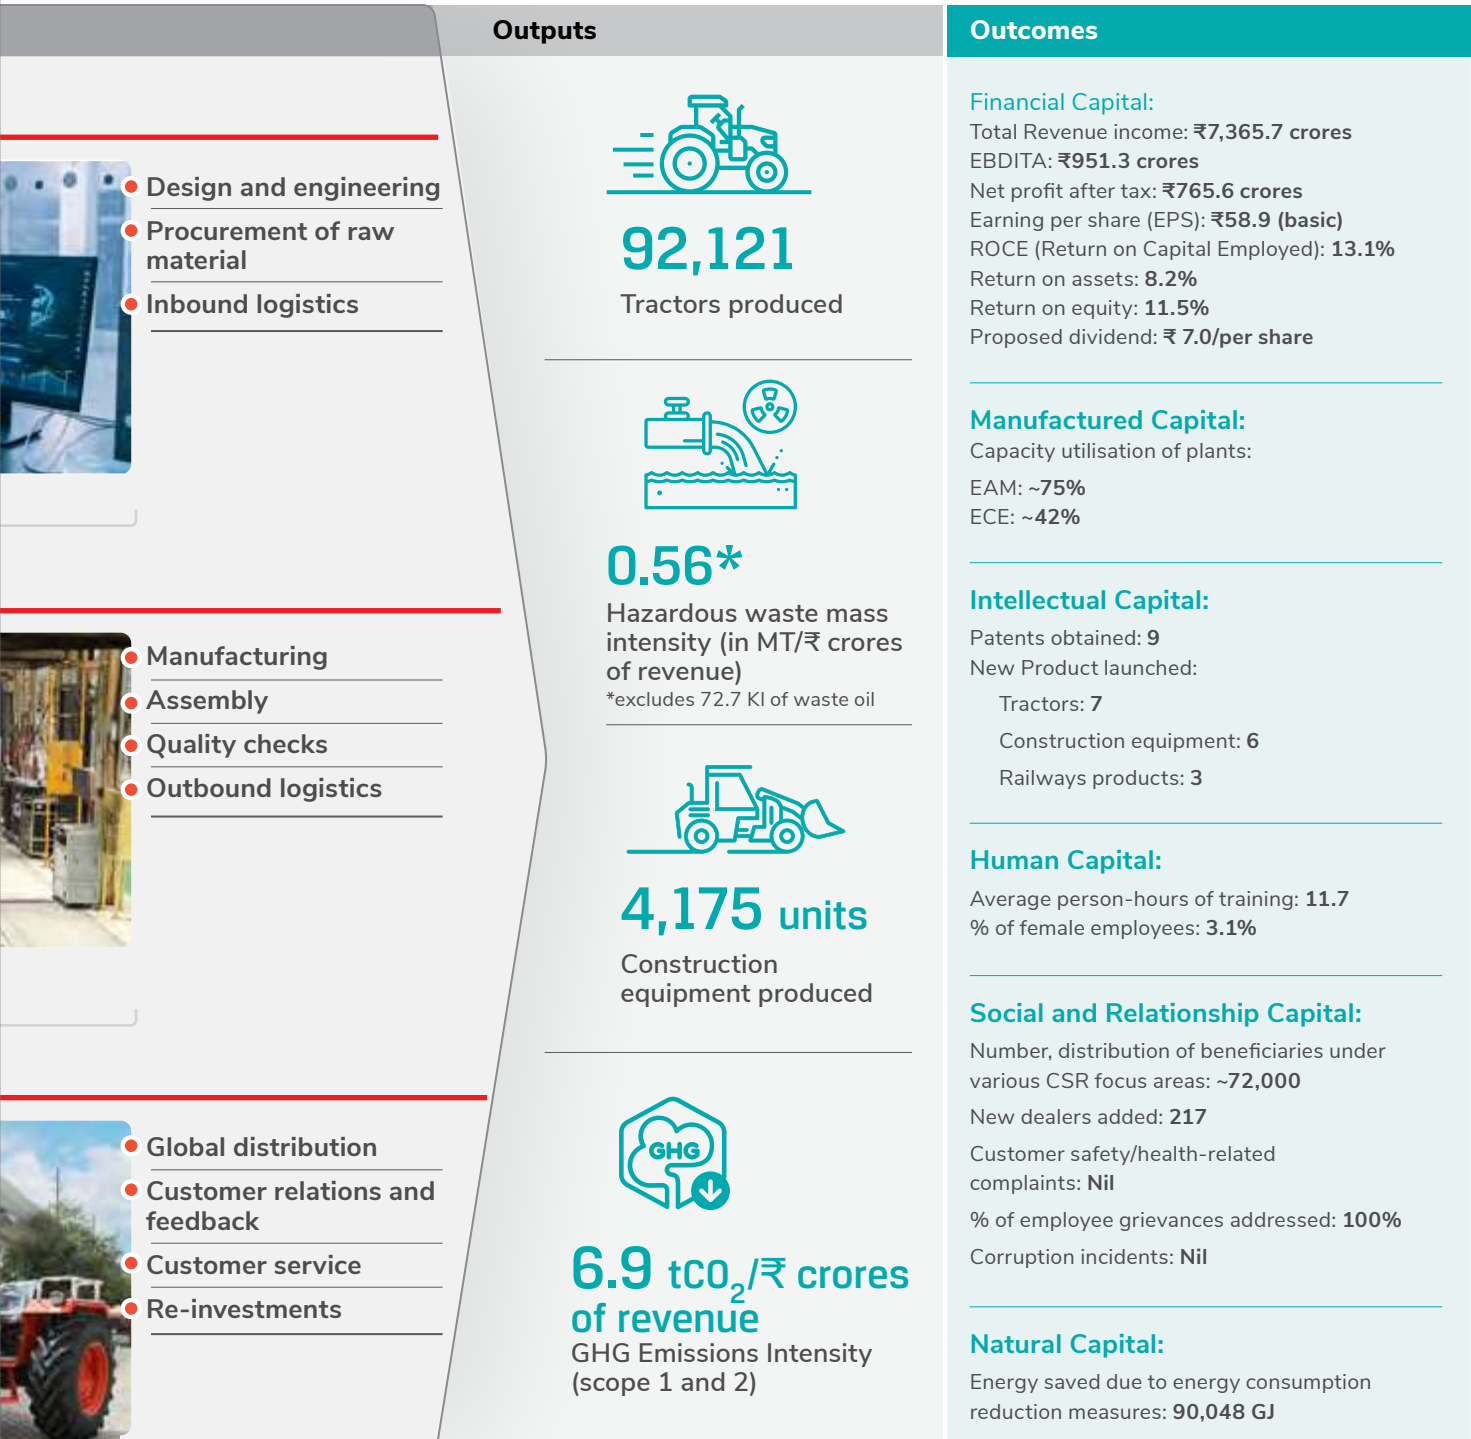 Design and engineering
Procurement of raw
material
Inbound logistics
Manufacturing
Assembly
Quality checks
Outbound logistics
Global distribution
Customer relations and
feedback
Customer service
Re-investments
Outputs
92,121
Tractors produced
0.56*
Hazardous waste mass
intensity (in MT/₹ crores
of revenue)
*excludes 72.7 Kl of waste oil
4,175 units
Construction
equipment produced
GHG
6.9 tCO₂/₹ crores
of revenue
GHG Emissions Intensity
(scope 1 and 2)
Outcomes
Financial Capital:
Total Revenue income: ₹7,365.7 crores
EBDITA: ₹951.3 crores
Net profit after tax: ₹765.6 crores
Earning per share (EPS): ₹58.9 (basic)
ROCE (Return on Capital Employed): 13.1%
Return on assets: 8.2%
Return on equity: 11.5%
Proposed dividend: ₹ 7.0/per share
Manufactured Capital:
Capacity utilisation of plants:
EAM: ~75%
ECE: ~42%
Intellectual Capital:
Patents obtained: 9
New Product launched:
Tractors: 7
Construction equipment: 6
Railways products: 3
Human Capital:
Average person-hours of training: 11.7
% of female employees: 3.1%
Social and Relationship Capital:
Number, distribution of beneficiaries under
various CSR focus areas: ~72,000
New dealers added: 217
Customer safety/health-related
complaints: Nil
% of employee grievances addressed: 100%
Corruption incidents: Nil
Natural Capital:
Energy saved due to energy consumption
reduction measures: 90,048 GJ